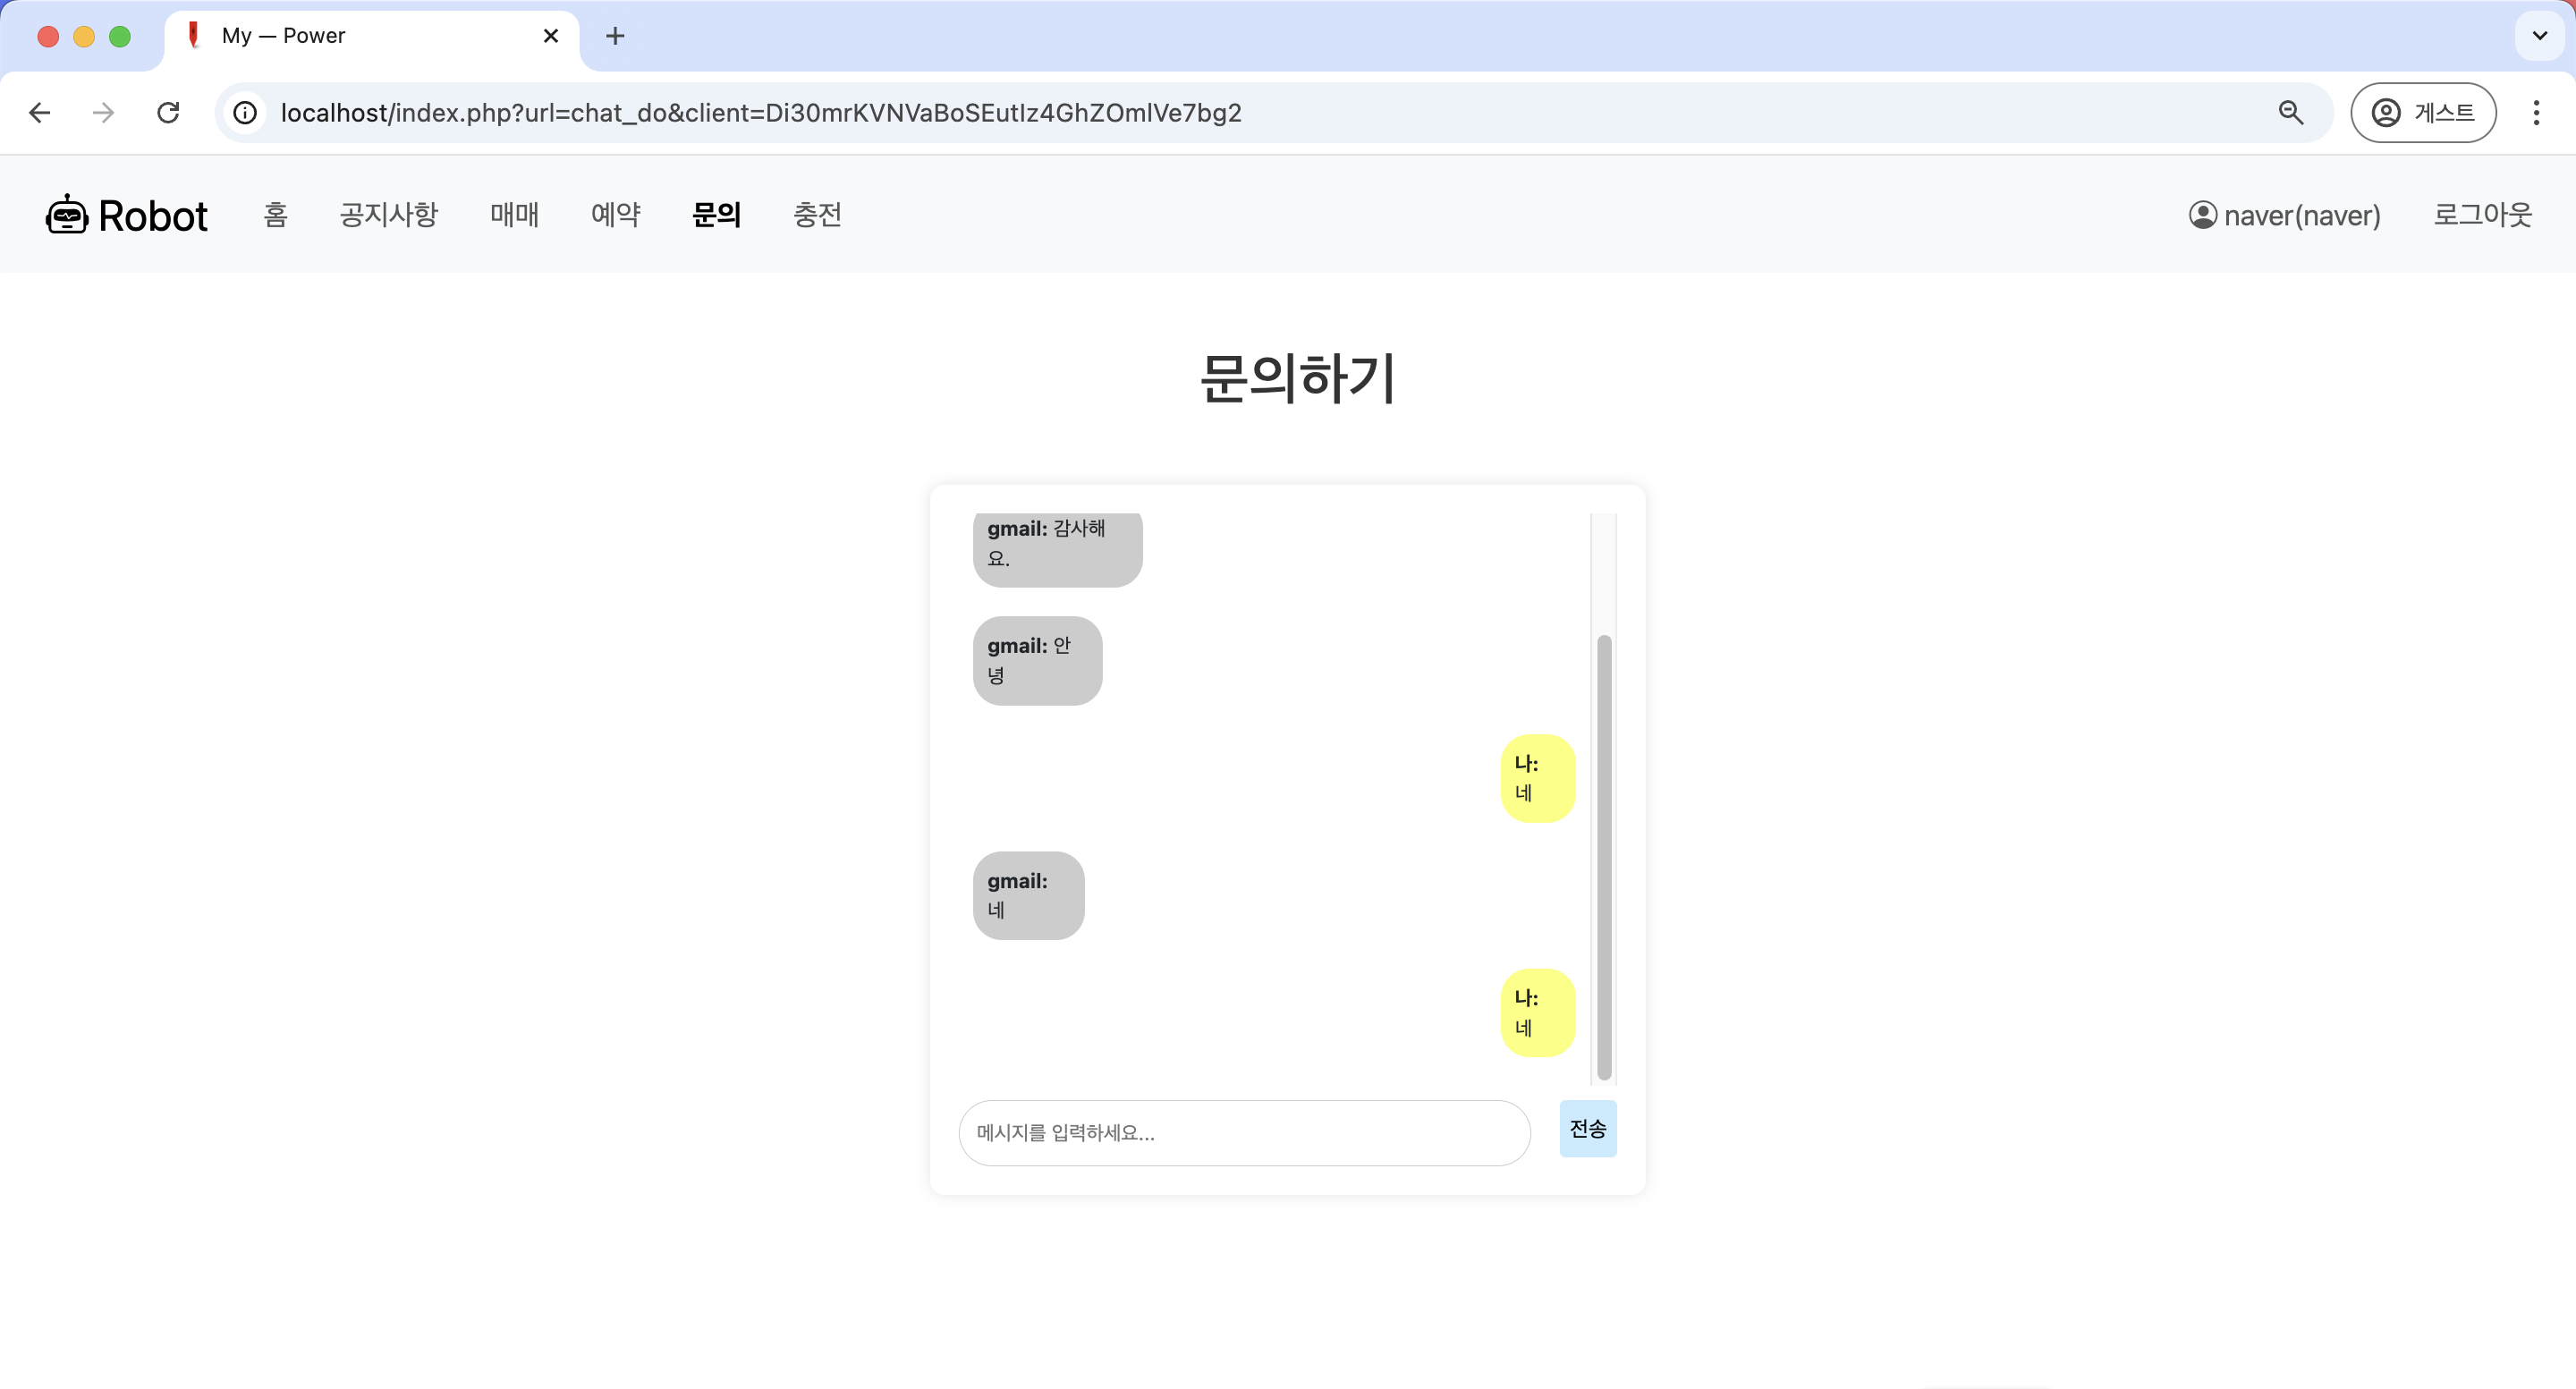 My — Power
localhost/index.php?url=chat_do&client=Di30mrKVNVaBoSEutIz4GhZOmlVe7bg2
게스트
Robot 홈 공지사항 매매 예약 문의 충전 naver(naver) 로그아웃
문의하기
gmail: 감사해
요.
gmail: 안
녕
나:
네
gmail:
네
나:
네
메시지를 입력하세요...
전송